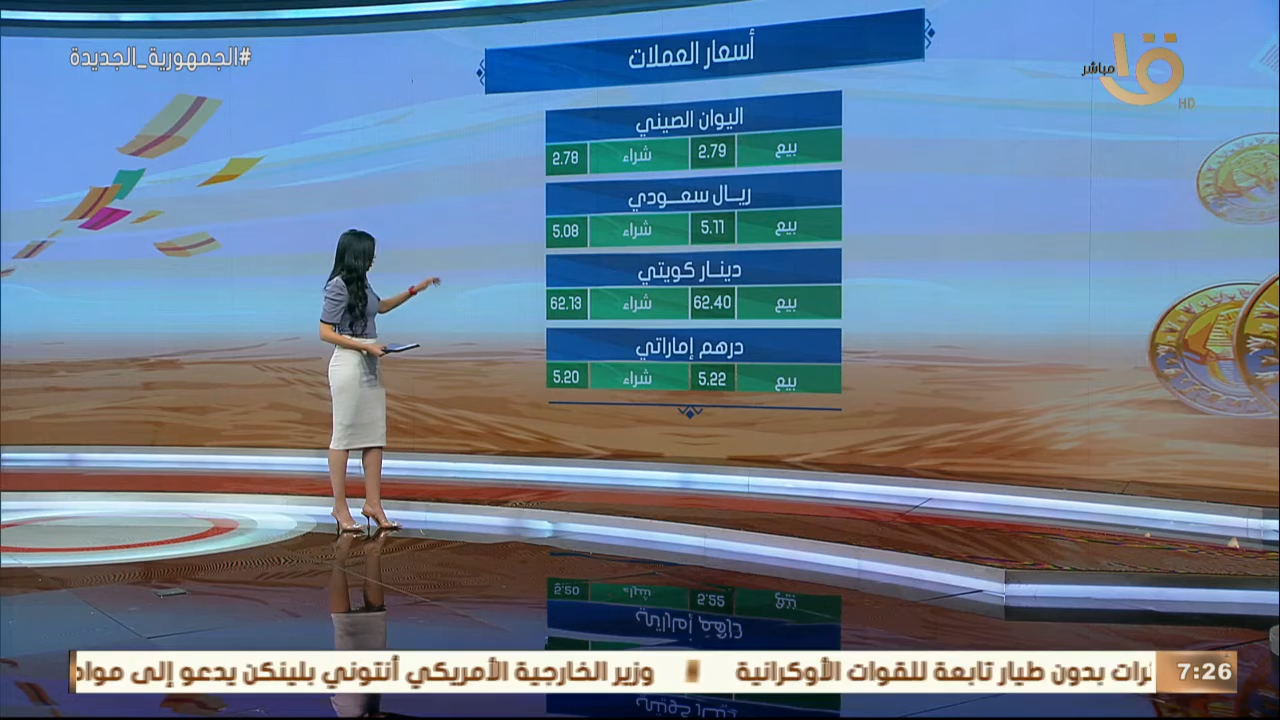 #الجمهورية_الجديدة
مباشر
HD
أسعار العملات
اليوان الصيني
بيع 2.79 شراء 2.78
ريال سعودي
بيع 5.11 شراء 5.08
دينار كويتي
بيع 62.40 شراء 62.13
درهم إماراتي
بيع 5.22 شراء 5.20
7:26
بدون طيار تابعة للقوات الأوكرانية
وزير الخارجية الأمريكي أنتوني بلينكن يدعو إلى